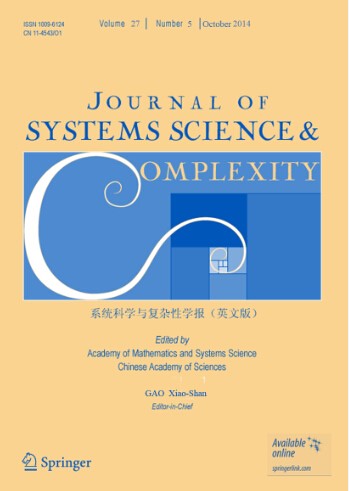 ISSN 1009-6124
CN 11-4543/O1
Volume 27 | Number 5 | October 2014
JOURNAL OF
SYSTEMS SCIENCE &
COMPLEXITY
系统科学与复杂性学报（英文版）
Edited by
Academy of Mathematics and Systems Science
Chinese Academy of Sciences
GAO Xiao-Shan
Editor-in-Chief
Available
online
springerlink.com
Springer